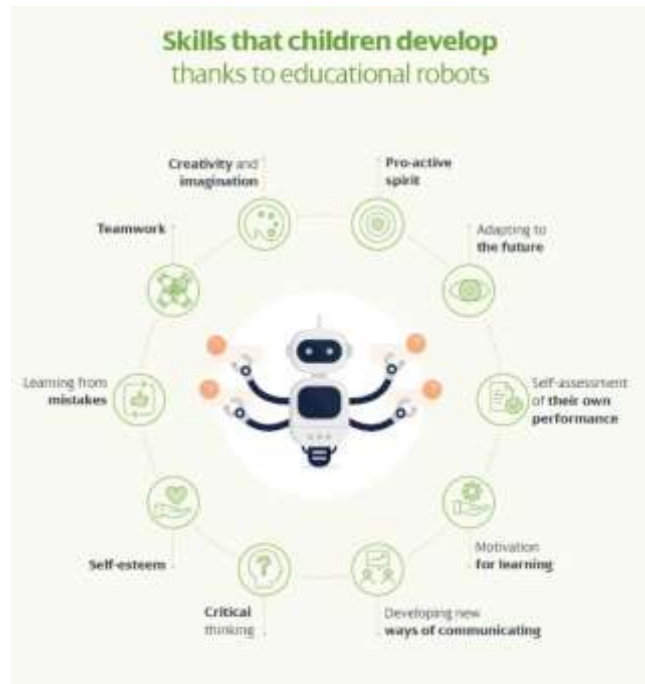 Skills that children develop
thanks to educational robots
Creativity and
imagination
Pro-active
spirit
Teamwork
Adapting to
the future
Learning from
mistakes
Self-assessment
of their own
performance
Self-esteem
Motivation
for learning
Critical
thinking
Developing new
ways of communicating